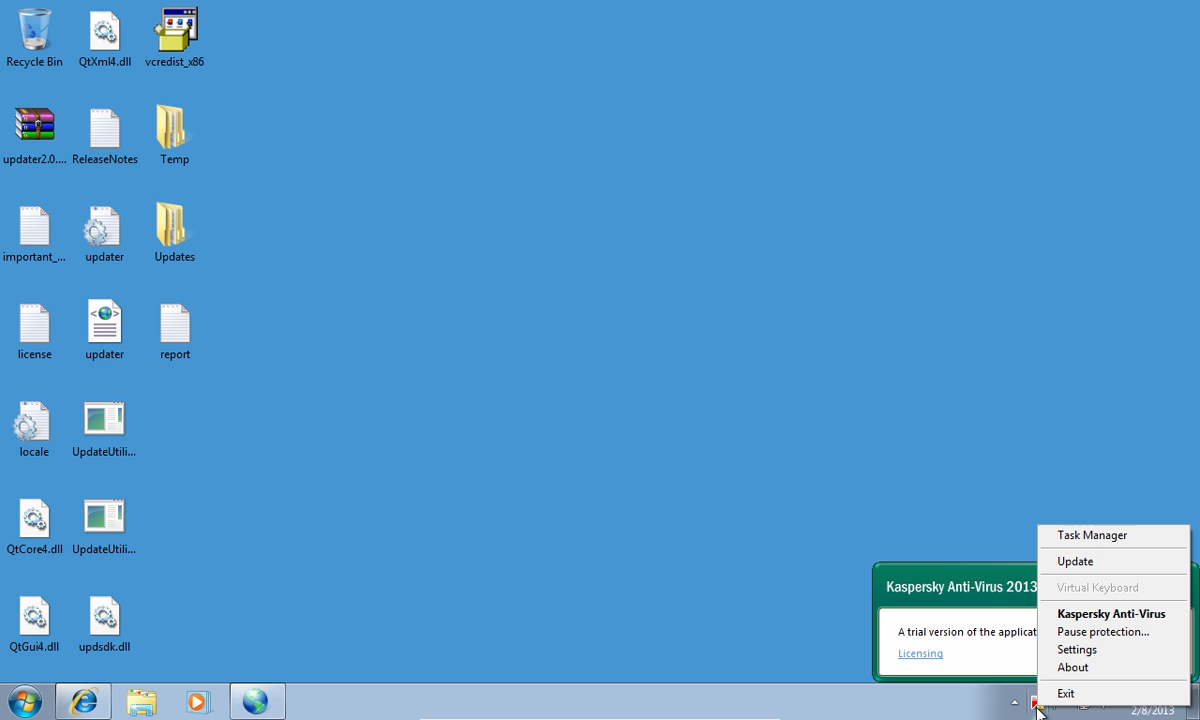 Recycle Bin
QtXml4.dll
vcredist_x86
updater2.0....
ReleaseNotes
Temp
important_...
updater
Updates
license
updater
report
locale
UpdateUtili...
QtCore4.dll
UpdateUtili...
QtGui4.dll
updsdk.dll
Task Manager
Update
Virtual Keyboard
Kaspersky Anti-Virus
Pause protection...
Settings
About
Exit
Kaspersky Anti-Virus 2013
A trial version of the applicat
Licensing
2/8/2013